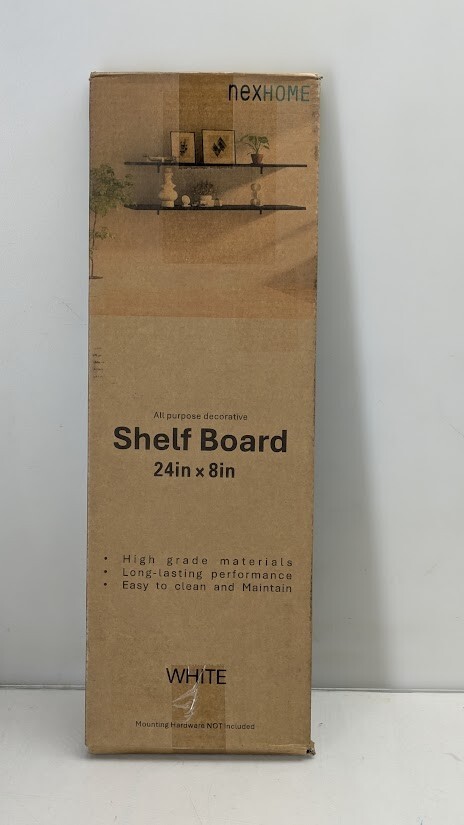 nexHOME
All purpose decorative
Shelf Board
24in x 8in
• High grade materials
• Long-lasting performance
• Easy to clean and Maintain
WHITE
Mounting Hardware NOT Included